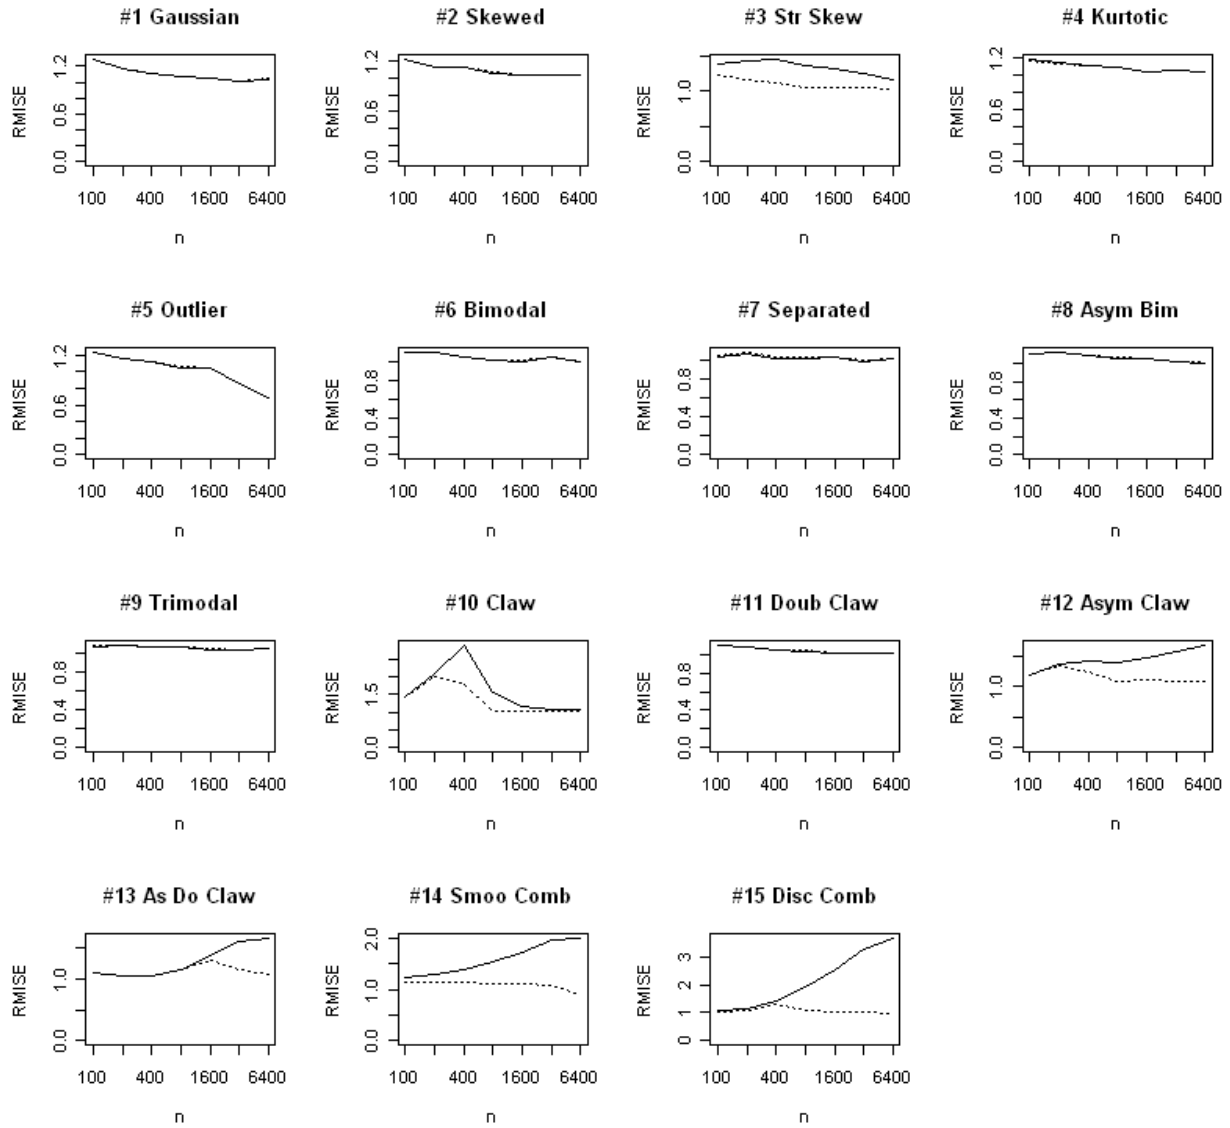 #1 Gaussian
RMISE
0.0 0.6 1.2
100 400 1600 6400
n
#2 Skewed
RMISE
0.0 0.6 1.2
100 400 1600 6400
n
#3 Str Skew
RMISE
0.0 1.0
100 400 1600 6400
n
#4 Kurtotic
RMISE
0.0 0.6 1.2
100 400 1600 6400
n
#5 Outlier
RMISE
0.0 0.6 1.2
100 400 1600 6400
n
#6 Bimodal
RMISE
0.0 0.4 0.8
100 400 1600 6400
n
#7 Separated
RMISE
0.0 0.4 0.8
100 400 1600 6400
n
#8 Asym Bim
RMISE
0.0 0.4 0.8
100 400 1600 6400
n
#9 Trimodal
RMISE
0.0 0.4 0.8
100 400 1600 6400
n
#10 Claw
RMISE
0.0 1.5
100 400 1600 6400
n
#11 Doub Claw
RMISE
0.0 0.4 0.8
100 400 1600 6400
n
#12 Asym Claw
RMISE
0.0 1.0
100 400 1600 6400
n
#13 As Do Claw
RMISE
0.0 1.0
100 400 1600 6400
n
#14 Smoo Comb
RMISE
0.0 1.0 2.0
100 400 1600 6400
n
#15 Disc Comb
RMISE
0 1 2 3
100 400 1600 6400
n